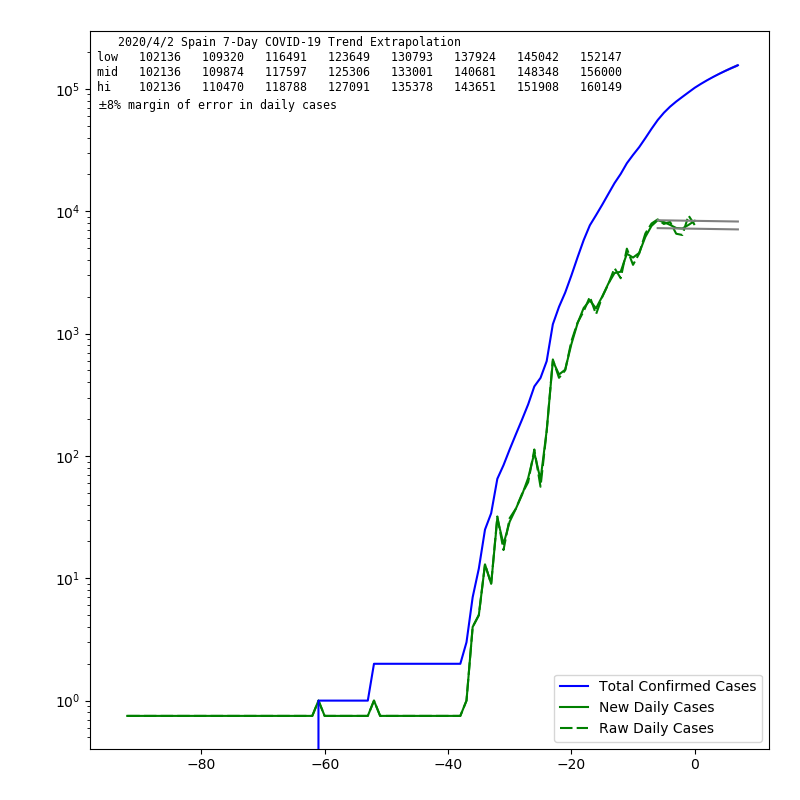 2020/4/2 Spain 7-Day COVID-19 Trend Extrapolation
low 102136 109320 116491 123649 130793 137924 145042 152147
mid 102136 109874 117597 125306 133001 140681 148348 156000
hi 102136 110470 118788 127091 135378 143651 151908 160149
±8% margin of error in daily cases
10⁵
10⁴
10³
10²
10¹
10⁰
Total Confirmed Cases
New Daily Cases
Raw Daily Cases
−80 −60 −40 −20 0